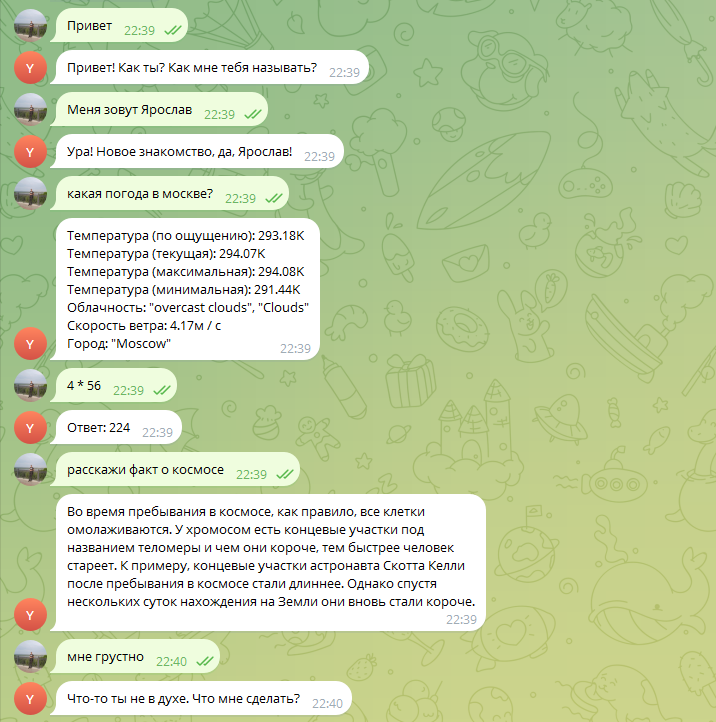 Привет 22:39
Y
Привет! Как ты? Как мне тебя называть? 22:39
Меня зовут Ярослав 22:39
Y
Ура! Новое знакомство, да, Ярослав! 22:39
какая погода в москве? 22:39
Температура (по ощущению): 293.18K
Температура (текущая): 294.07K
Температура (максимальная): 294.08K
Температура (минимальная): 291.44K
Облачность: "overcast clouds", "Clouds"
Скорость ветра: 4.17м / с
Y
Город: "Moscow" 22:39
4 * 56 22:39
Y
Ответ: 224 22:39
расскажи факт о космосе 22:39
Во время пребывания в космосе, как правило, все клетки
омолаживаются. У хромосом есть концевые участки под
названием теломеры и чем они короче, тем быстрее человек
стареет. К примеру, концевые участки астронавта Скотта Келли
после пребывания в космосе стали длиннее. Однако спустя
нескольких суток нахождения на Земли они вновь стали короче.
Y
22:39
мне грустно 22:40
Y
Что-то ты не в духе. Что мне сделать? 22:40